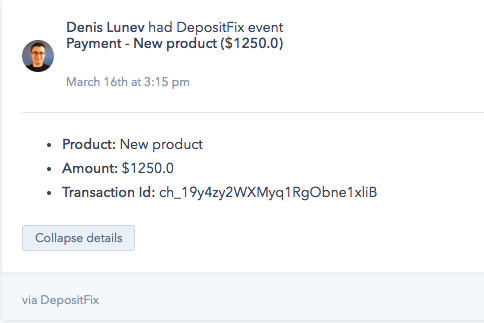 Denis Lunev had DepositFix event
Payment - New product ($1250.0)
March 16th at 3:15 pm
Product: New product
Amount: $1250.0
Transaction Id: ch_19y4zy2WXMyq1RgObne1xliB
Collapse details
via DepositFix